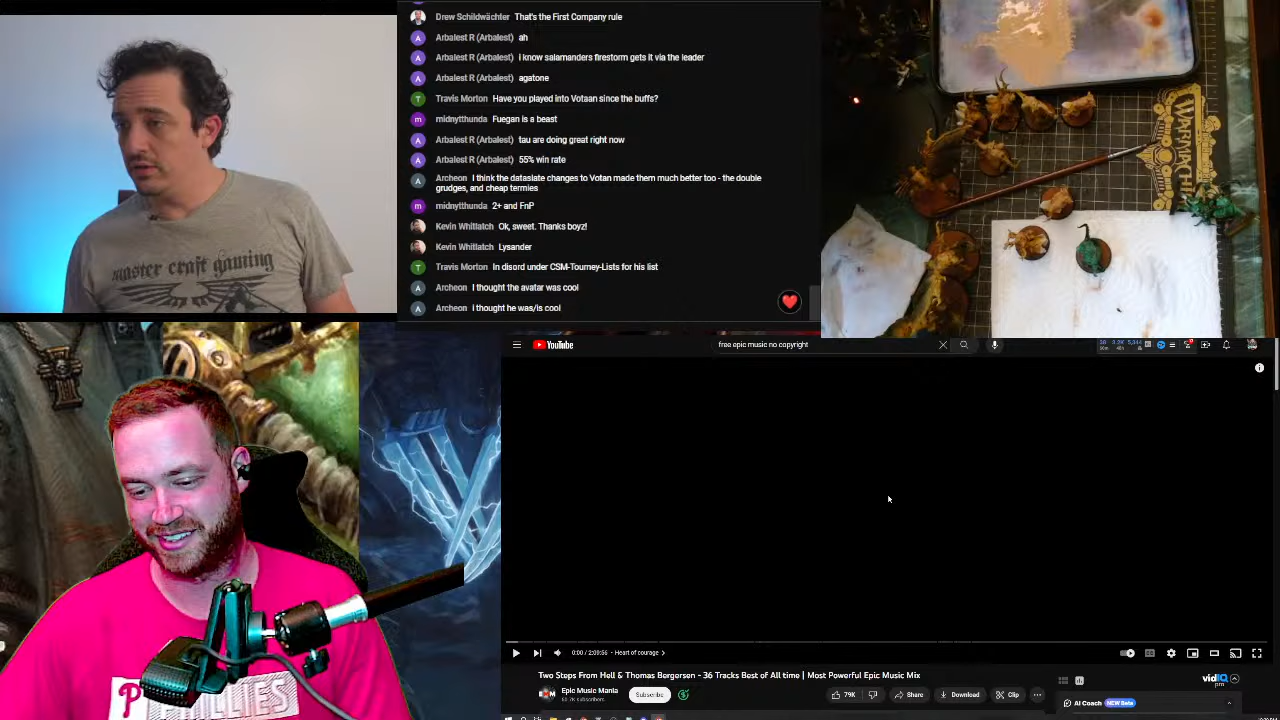 master craft gaming
Drew Schildwächter That's the First Company rule
A Arbalest R (Arbalest) ah
A Arbalest R (Arbalest) I know salamanders firestorm gets it via the leader
A Arbalest R (Arbalest) agatone
T Travis Morton Have you played into Votaan since the buffs?
m midnytthunda Fuegan is a beast
A Arbalest R (Arbalest) tau are doing great right now
A Arbalest R (Arbalest) 55% win rate
A Archeon I think the dataslate changes to Votan made them much better too - the double
grudges, and cheap termies
m midnytthunda 2+ and FnP
Kevin Whitlatch Ok, sweet. Thanks boyz!
Kevin Whitlatch Lysander
T Travis Morton In disord under CSM-Tourney-Lists for his list
A Archeon I thought the avatar was cool
A Archeon i thought he was/is cool
WARMACHINE
PHILLIES
YouTube
free epic music no copyright
0:00 / 2:09:56 · Heart of courage
Two Steps From Hell & Thomas Bergersen - 36 Tracks Best of All time | Most Powerful Epic Music Mix
Epic Music Mania
Subscribe
79K
Share
Download
Clip
vidIQ
pro
AI Coach NEW Beta